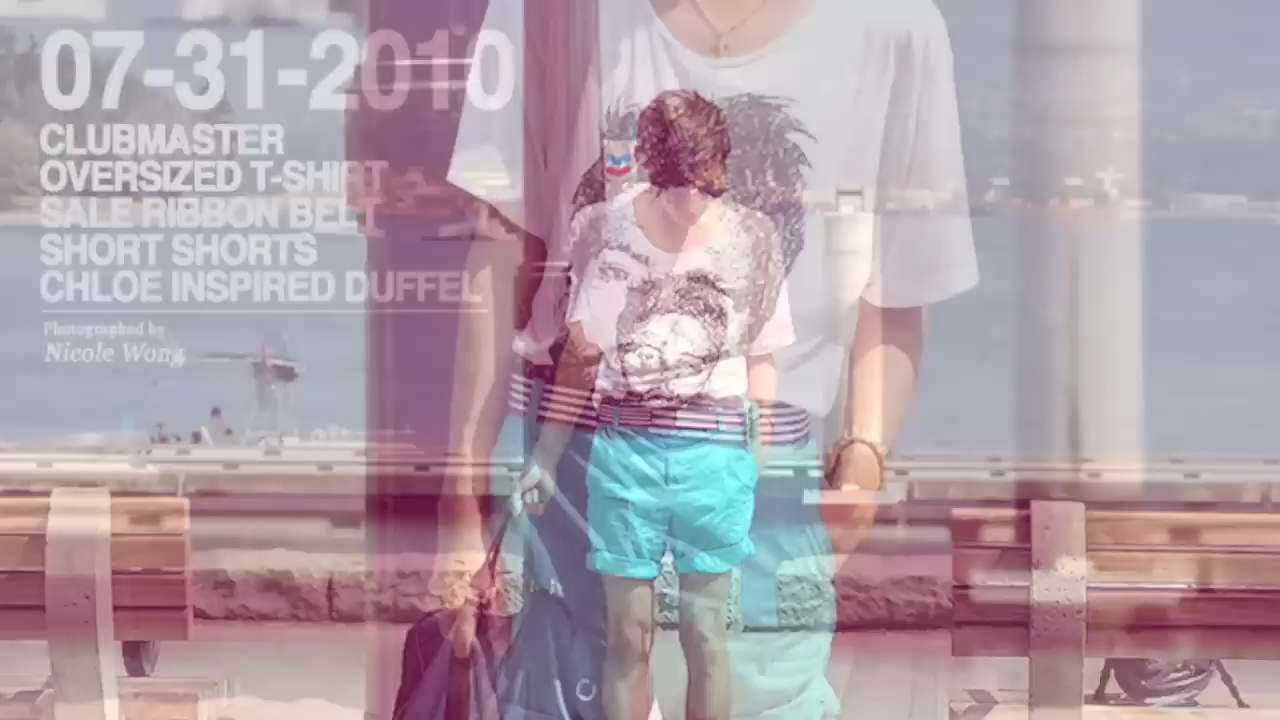 07-31-2010
CLUBMASTER
OVERSIZED T-SHIRT
SALE RIBBON BELT
SHORT SHORTS
CHLOE INSPIRED DUFFEL
Photographed by
Nicole Wong